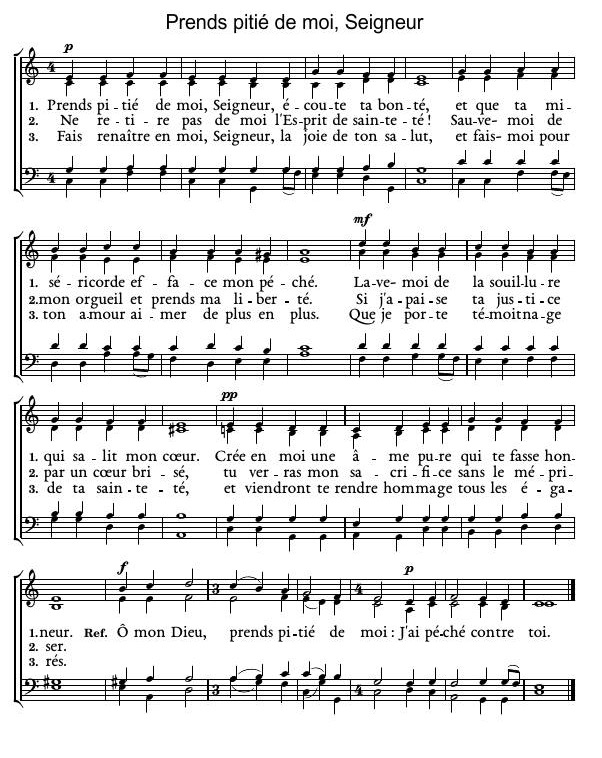 Prends pitié de moi, Seigneur
p
1. Prends pi - tié de moi, Seigneur, é - cou - te ta bon - té, et que ta mi -
2. Ne re - ti - re pas de moi l'Es - prit de sain - te - té ! Sau - ve- moi de
3. Fais renaître en moi, Seigneur, la joie de ton sa - lut, et fais-moi pour
mf
1. sé - ricorde ef - fa - ce mon pé - ché. La - ve - moi de la souil - lu - re
2. mon orgueil et prends ma li - ber - té. Si j'a - pai - se ta jus - ti - ce
3. ton amour ai - mer de plus en plus. Que je por - te té - moitnage
pp
1. qui sa - lit mon cœur. Crée en moi une â - me pu - re qui te fasse hon -
2. par un cœur bri - sé, tu ver - ras mon sa - cri - fi - ce sans le mé - pri -
3. de ta sain - te - té, et viendront te rendre hommage tous les é - ga -
f p
1. neur. Ref. Ô mon Dieu, prends pi - tié de moi : J'ai pé - ché contre toi.
2. ser.
3. rés.